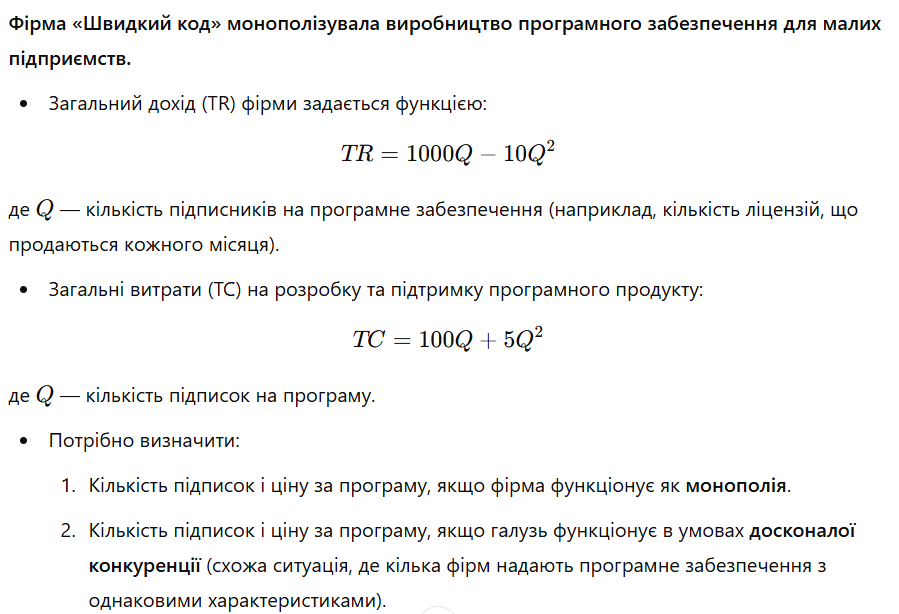 Фірма «Швидкий код» монополізувала виробництво програмного забезпечення для малих
підприємств.
• Загальний дохід (TR) фірми задається функцією:
TR = 1000Q − 10Q²
де Q — кількість підписників на програмне забезпечення (наприклад, кількість ліцензій, що
продаються кожного місяця).
• Загальні витрати (TC) на розробку та підтримку програмного продукту:
TC = 100Q + 5Q²
де Q — кількість підписок на програму.
• Потрібно визначити:
1. Кількість підписок і ціну за програму, якщо фірма функціонує як монополія.
2. Кількість підписок і ціну за програму, якщо галузь функціонує в умовах досконалої
конкуренції (схожа ситуація, де кілька фірм надають програмне забезпечення з
однаковими характеристиками).